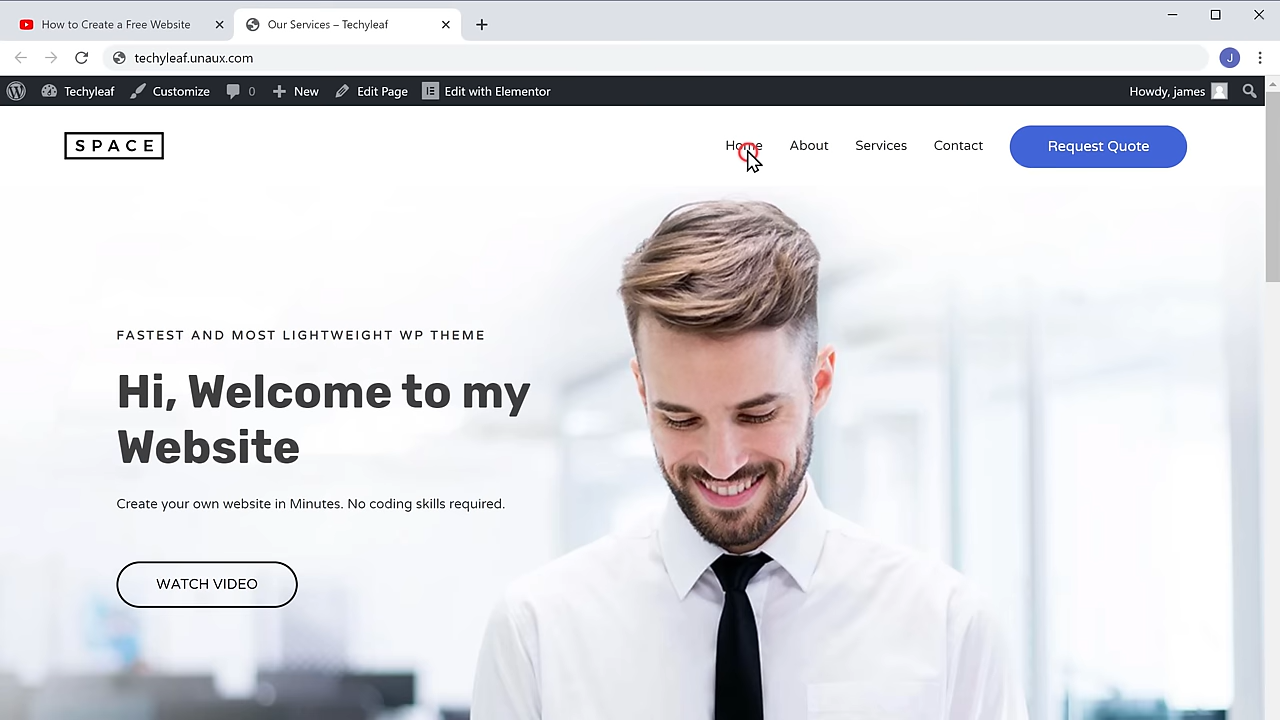 How to Create a Free Website
Our Services – Techyleaf
techyleaf.unaux.com
J
Techyleaf
Customize
0
New
Edit Page
Edit with Elementor
Howdy, james
SPACE
Home
About
Services
Contact
Request Quote
FASTEST AND MOST LIGHTWEIGHT WP THEME
Hi, Welcome to my
Website
Create your own website in Minutes. No coding skills required.
WATCH VIDEO